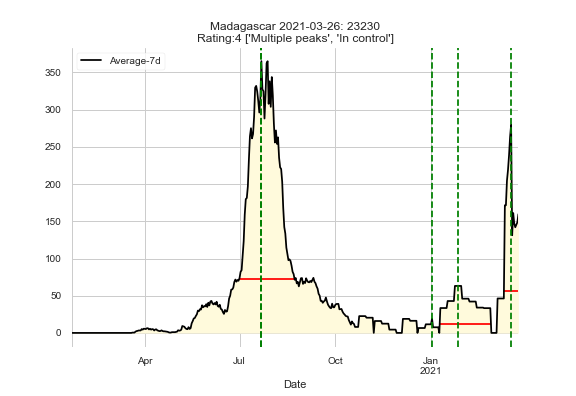 Madagascar 2021-03-26: 23230
Rating:4 ['Multiple peaks', 'In control']
Average-7d
350
300
250
200
150
100
50
0
Apr
Jul
Oct
Jan
2021
Date